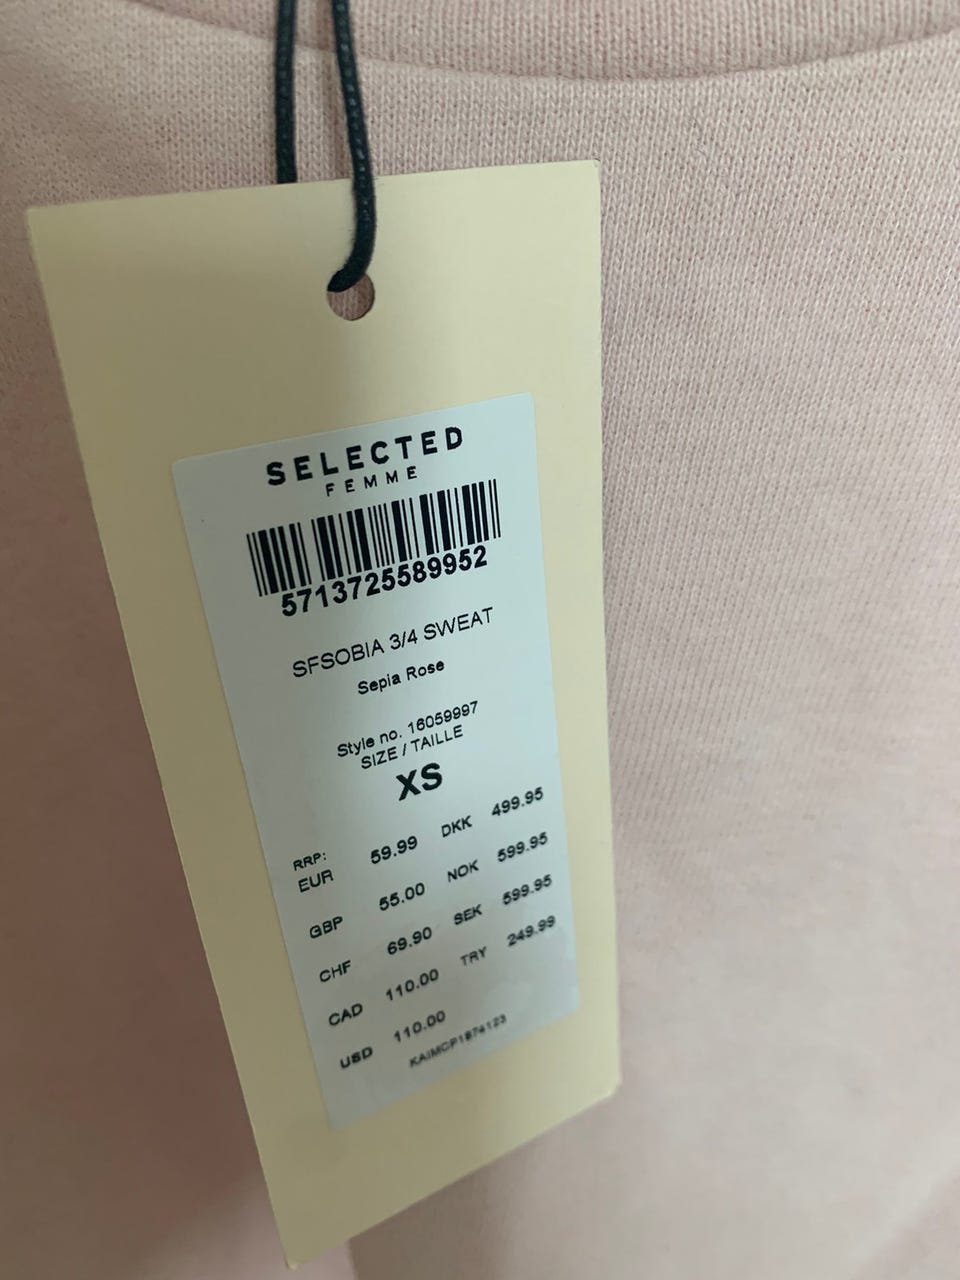 SELECTED
FEMME
5713725589952
SFSOBIA 3/4 SWEAT
Sepia Rose
Style no. 16059997
SIZE / TAILLE
XS
RRP:
EUR 59.99 DKK 499.95
GBP 55.00 NOK 599.95
CHF 69.90 SEK 599.95
CAD 110.00 TRY 249.99
USD 110.00